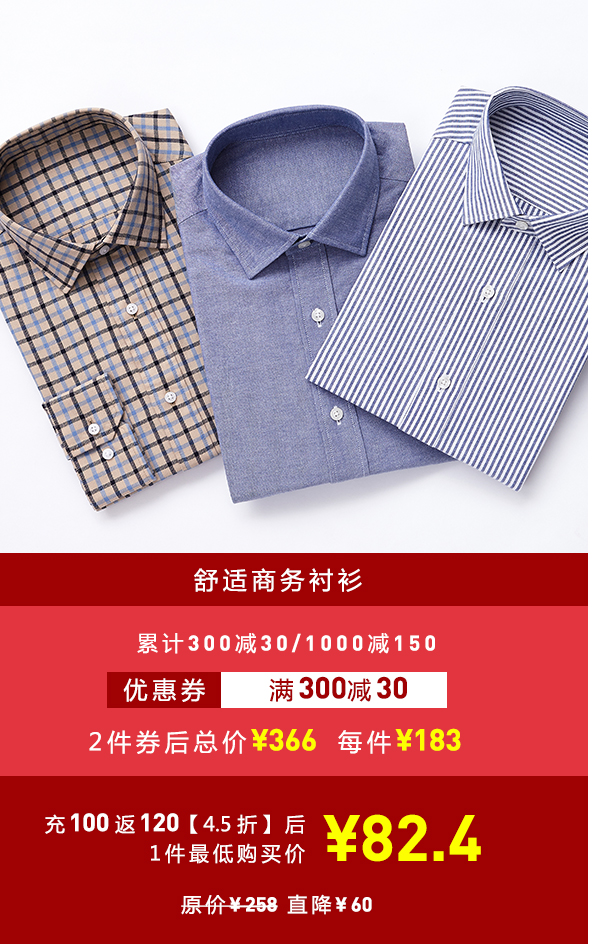 舒适商务衬衫
累计300减30/1000减150
优惠券 满300减30
2件券后总价¥366 每件¥183
充100返120【4.5折】后
1件最低购买价 ¥82.4
原价¥258 直降¥60